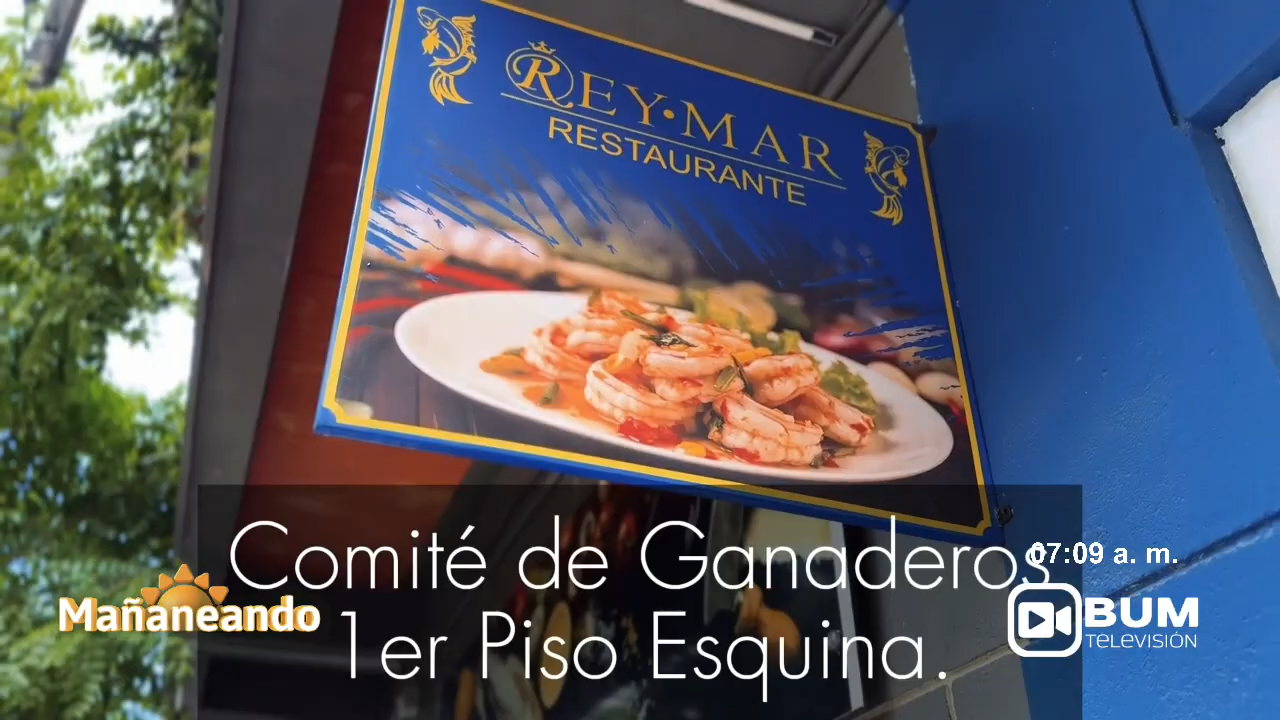 REY•MAR
RESTAURANTE
Comité de Ganaderos
1er Piso Esquina.
07:09 a. m.
Mañaneando
BUM
TELEVISIÓN